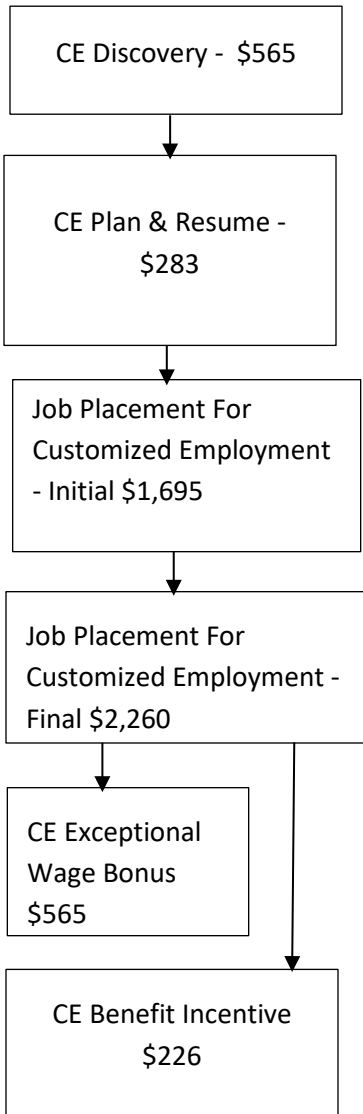 CE Discovery -  $565
CE Plan & Resume -
$283
Job Placement For
Customized Employment
- Initial $1,695
Job Placement For
Customized Employment -
Final $2,260
CE Exceptional
Wage Bonus
$565
CE Benefit Incentive
$226